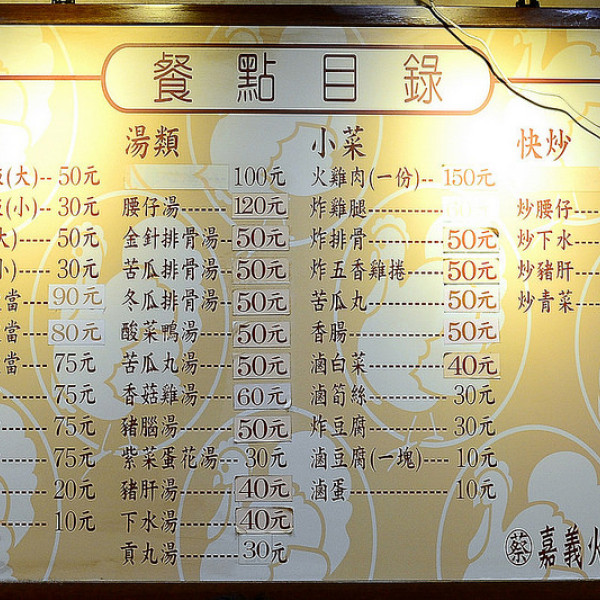 餐點目錄
飯(大)--50元
飯(小)--30元
大)----50元
小)----30元
當--90元
當--80元
當--75元
----75元
----75元
----75元
----20元
----10元
湯類
100元
腰仔湯------120元
金針排骨湯-50元
苦瓜排骨湯-50元
冬瓜排骨湯-50元
酸菜鴨湯---50元
苦瓜丸湯---50元
香菇雞湯---60元
豬腦湯------50元
紫菜蛋花湯--30元
豬肝湯------40元
下水湯------40元
貢丸湯------30元
小菜
火雞肉(一份)--150元
炸雞腿
炸排骨--------50元
炸五香雞捲----50元
苦瓜丸--------50元
香腸----------50元
滷白菜--------40元
滷筍絲--------30元
炸豆腐--------30元
滷豆腐(一塊)---10元
滷蛋----------10元
快炒
炒腰仔---
炒下水---
炒豬肝---
炒青菜---
蔡 嘉義火